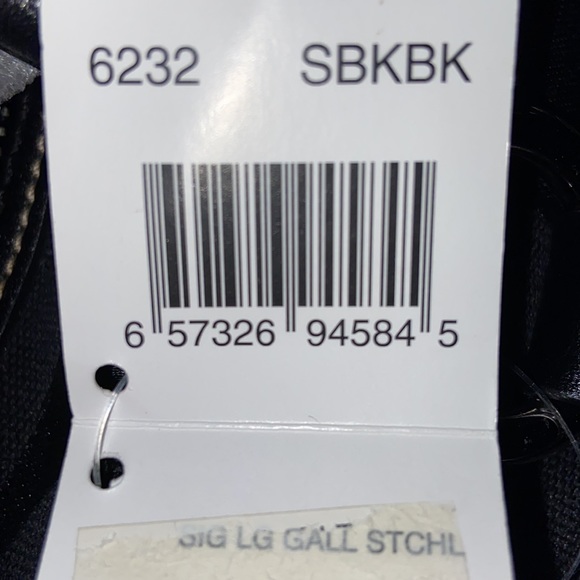 6232 SBKBK
6 57326 94584 5
SIG LG GALL STCHL